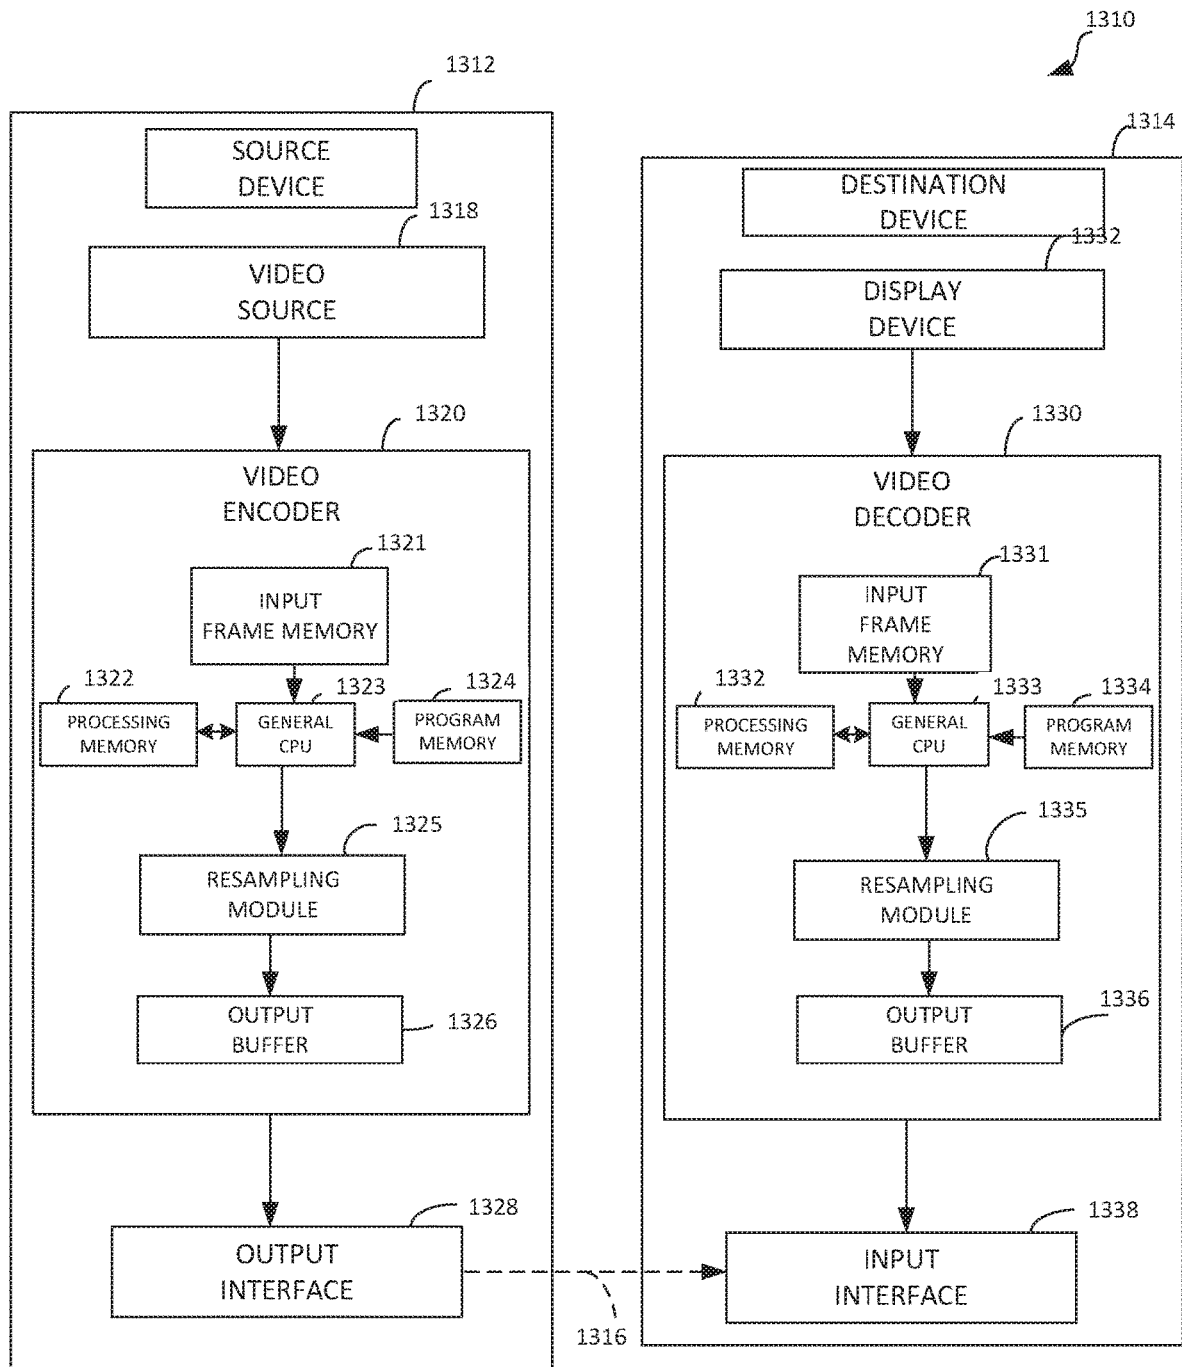 1310
1312
SOURCE
DEVICE
1318
VIDEO
SOURCE
1320
VIDEO
ENCODER
1321
INPUT
FRAME MEMORY
1322
PROCESSING
MEMORY
1323
GENERAL
CPU
1324
PROGRAM
MEMORY
1325
RESAMPLING
MODULE
OUTPUT
BUFFER
1326
1328
OUTPUT
INTERFACE
1316
1314
DESTINATION
DEVICE
1332
DISPLAY
DEVICE
1330
VIDEO
DECODER
1331
INPUT
FRAME
MEMORY
1332
PROCESSING
MEMORY
1333
GENERAL
CPU
1334
PROGRAM
MEMORY
1335
RESAMPLING
MODULE
1336
OUTPUT
BUFFER
1338
INPUT
INTERFACE